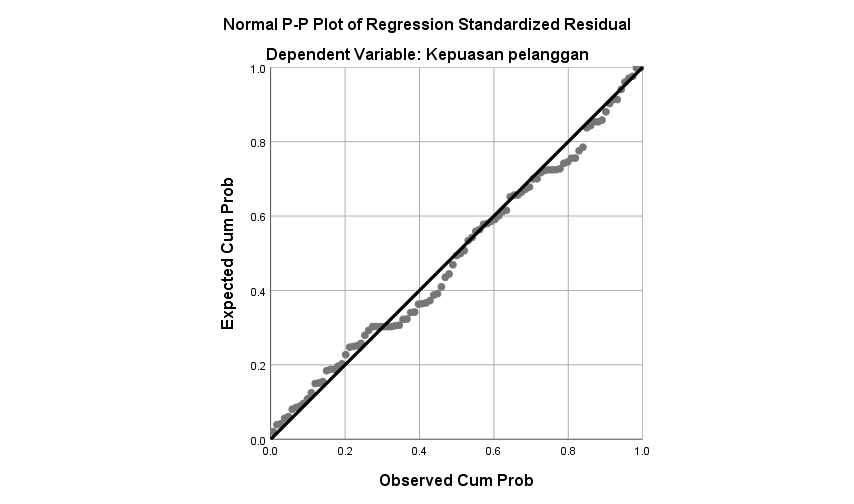 Normal P-P Plot of Regression Standardized Residual
Dependent Variable: Kepuasan pelanggan
1.0
0.8
0.6
0.4
0.2
0.0
Expected Cum Prob
0.0 0.2 0.4 0.6 0.8 1.0
Observed Cum Prob